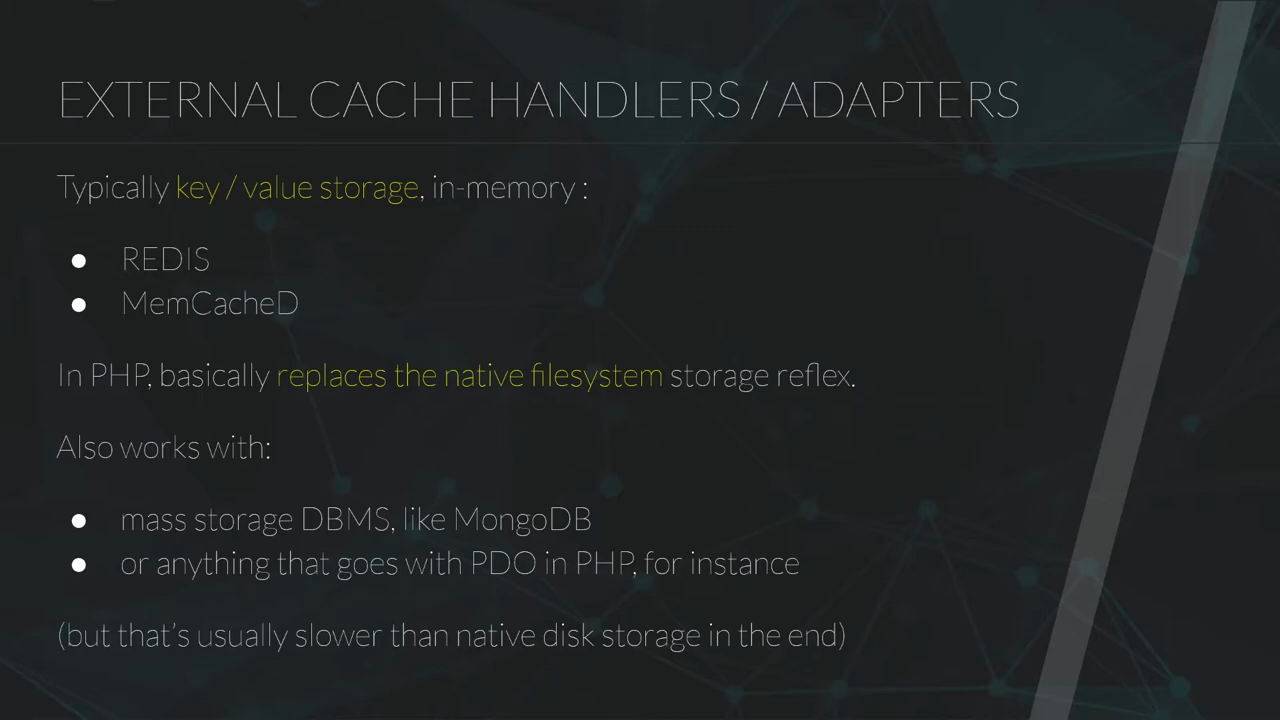 EXTERNAL CACHE HANDLERS / ADAPTERS
Typically key / value storage, in-memory :
● REDIS
● MemCacheD
In PHP, basically replaces the native filesystem storage reflex.
Also works with:
● mass storage DBMS, like MongoDB
● or anything that goes with PDO in PHP, for instance
(but that's usually slower than native disk storage in the end)